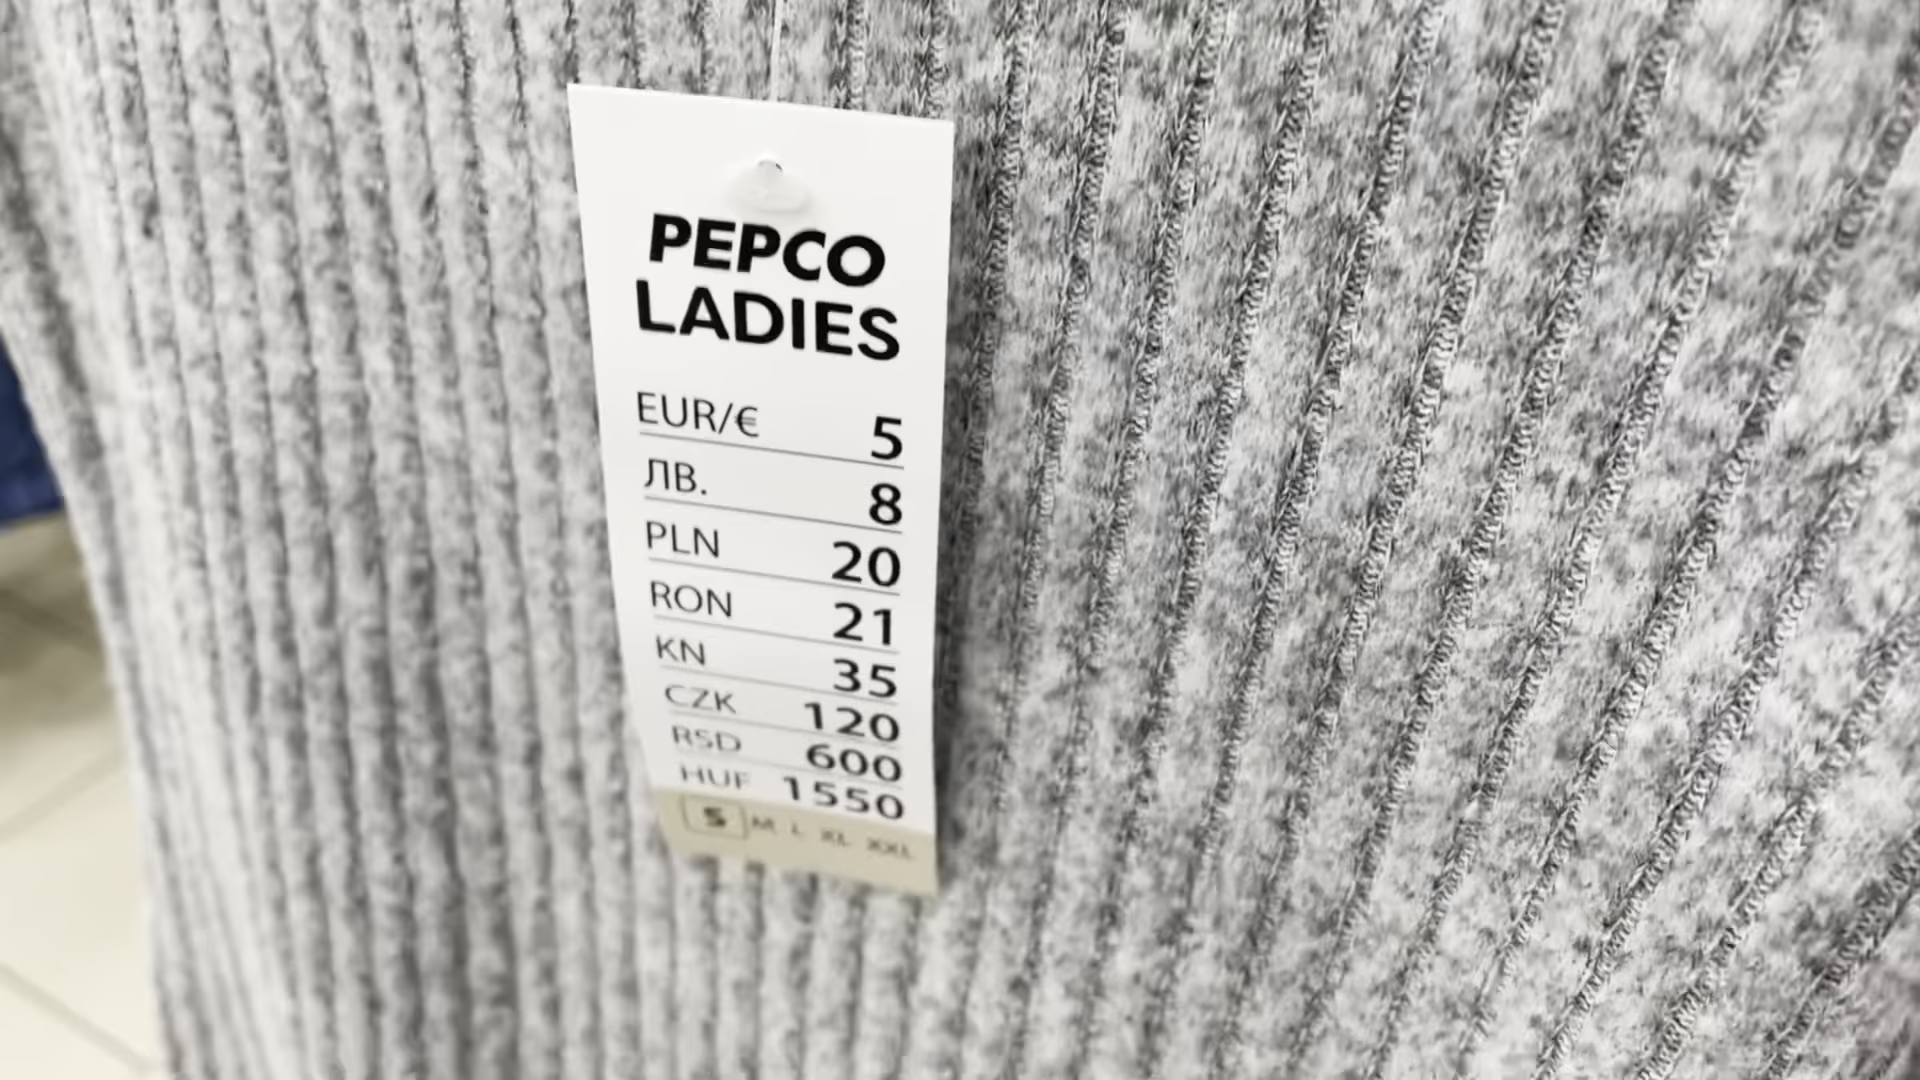 PEPCO
LADIES
EUR/€ 5
ЛВ. 8
PLN 20
RON 21
KN 35
CZK 120
RSD 600
HUF 1550
S M L XL XXL